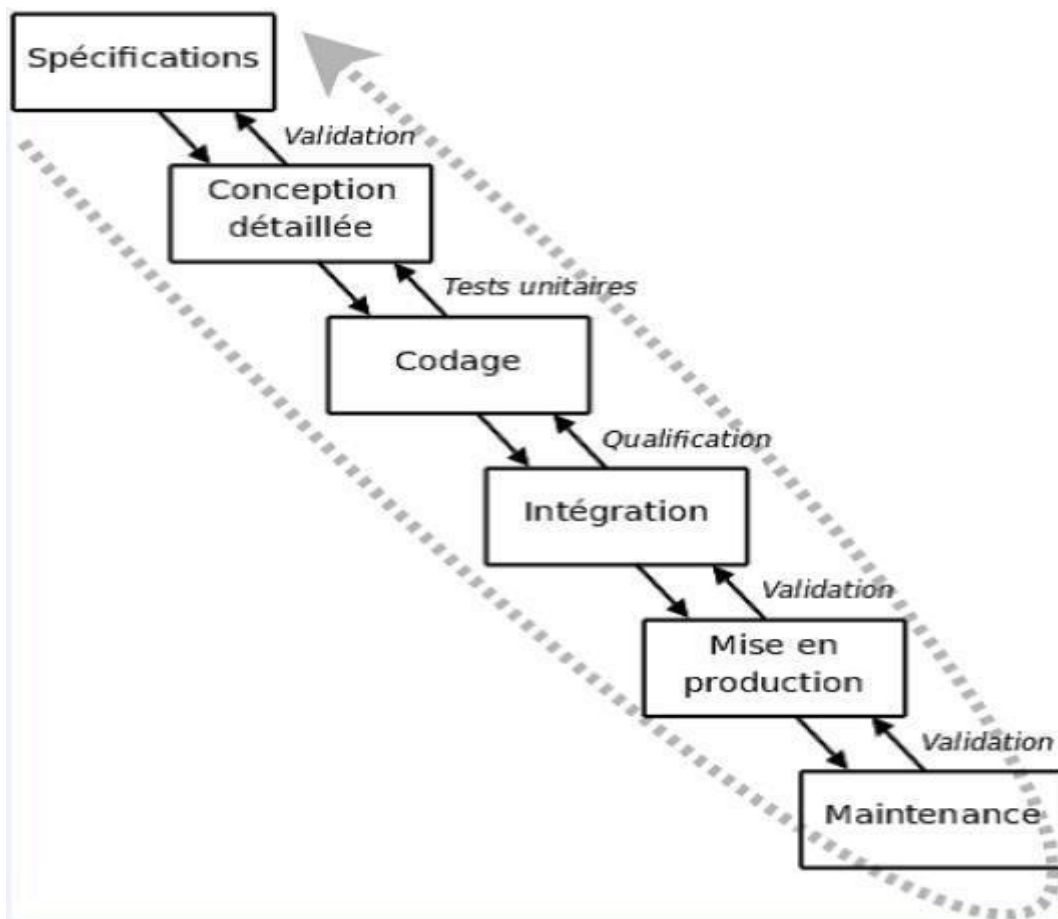 Spécifications
Validation
Conception
détaillée
Tests unitaires
Codage
Qualification
Intégration
Validation
Mise en
production
Validation
Maintenance